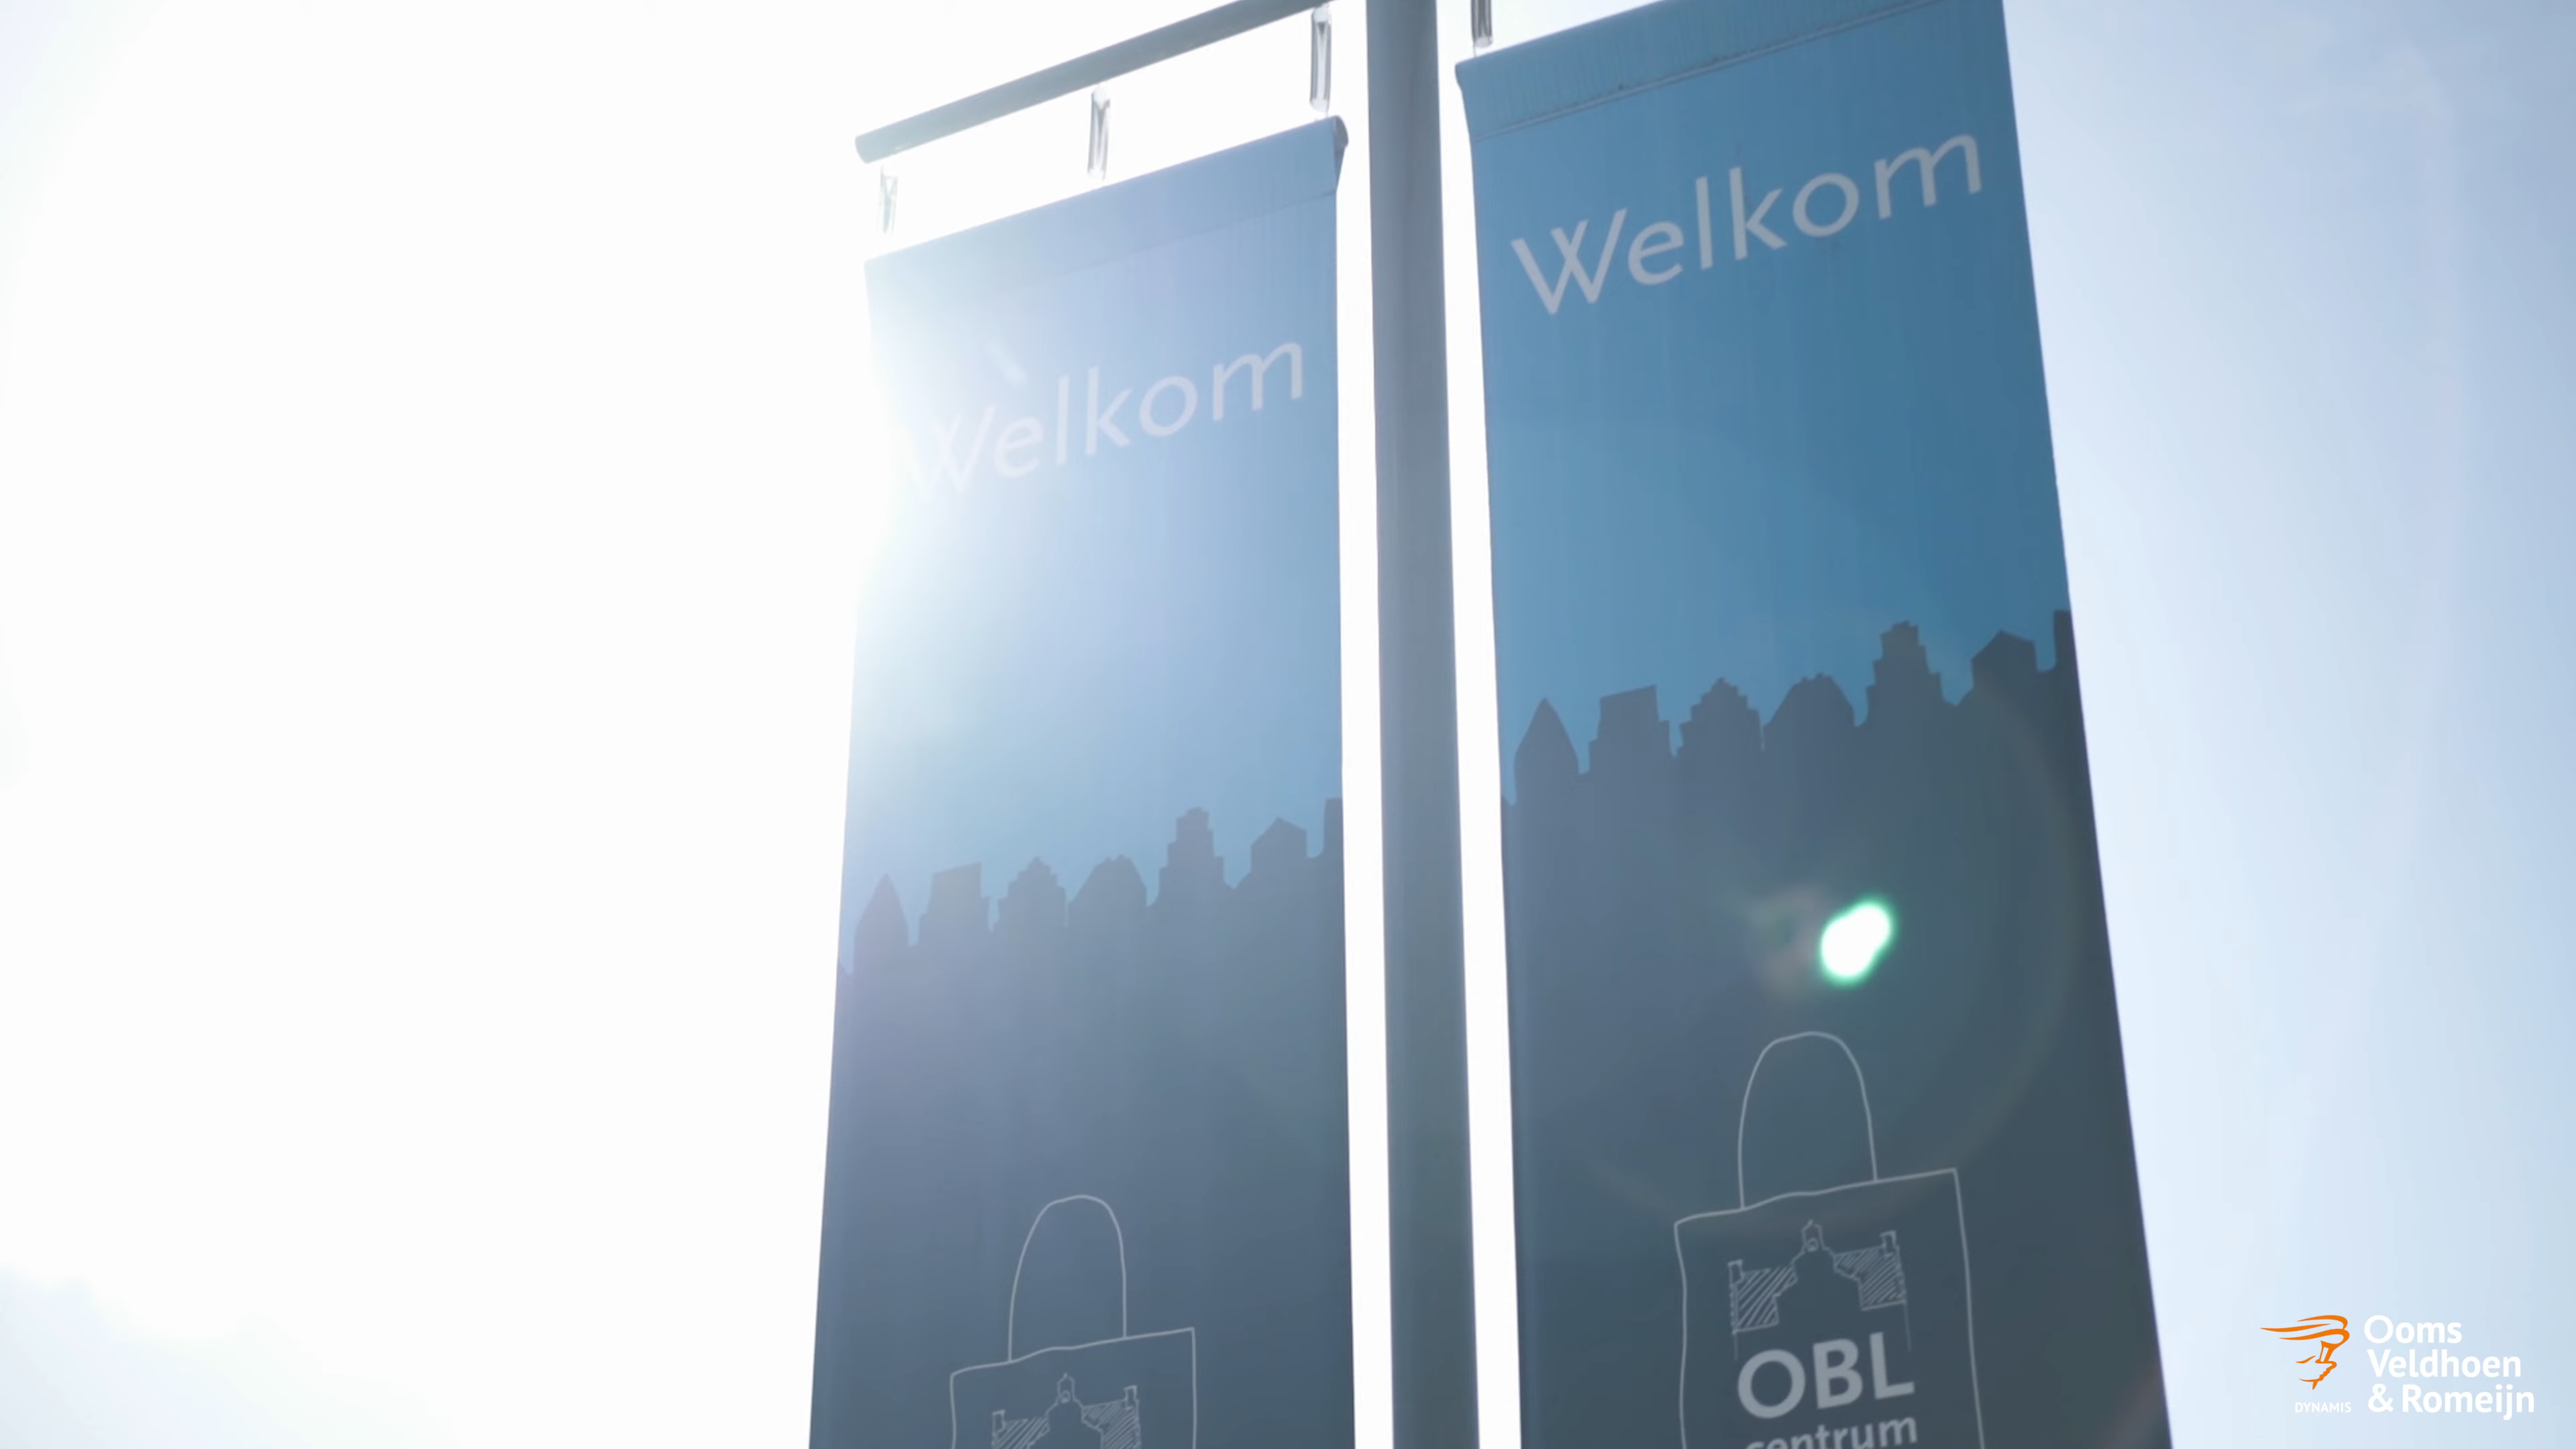 Welkom
Welkom
OBL
centrum
Ooms
Veldhoen
& Romeijn
DYNAMIS